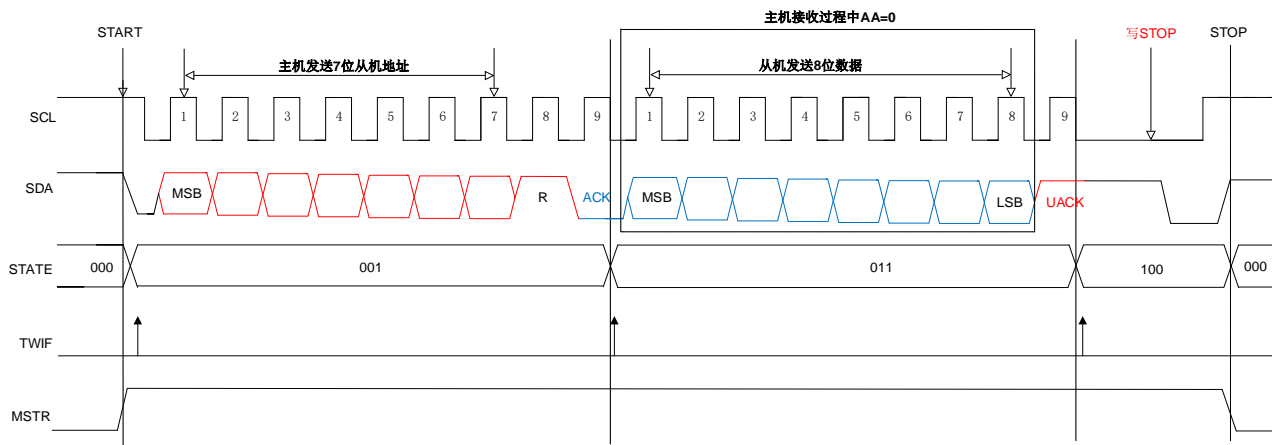 主机接收过程中AA=0
START
写STOP
STOP
主机发送7位从机地址
从机发送8位数据
SCL
1 2 3 4 5 6 7 8 9 1 2 3 4 5 6 7 8 9
SDA
MSB R ACK MSB LSB UACK
STATE
000 001 011 100 000
TWIF
MSTR